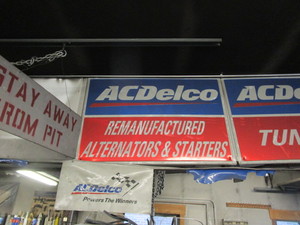 STAY AWAY
FROM PIT
ACDelco
REMANUFACTURED
ALTERNATORS & STARTERS
ACDe
TUN
ACDelco
Powers The Winners